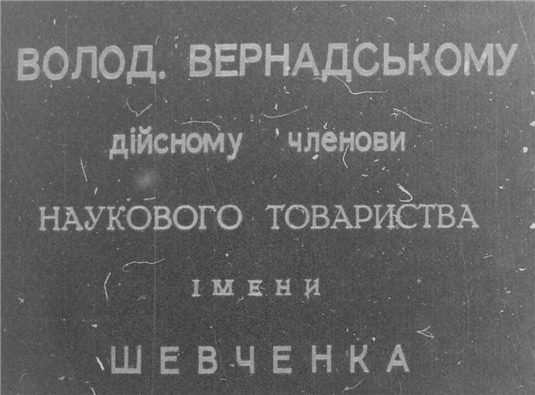 ВОЛОД. ВЕРНАДСЬКОМУ
дійсному членови
НАУКОВОГО ТОВАРИСТВА
ІМЕНИ
ШЕВЧЕНКА